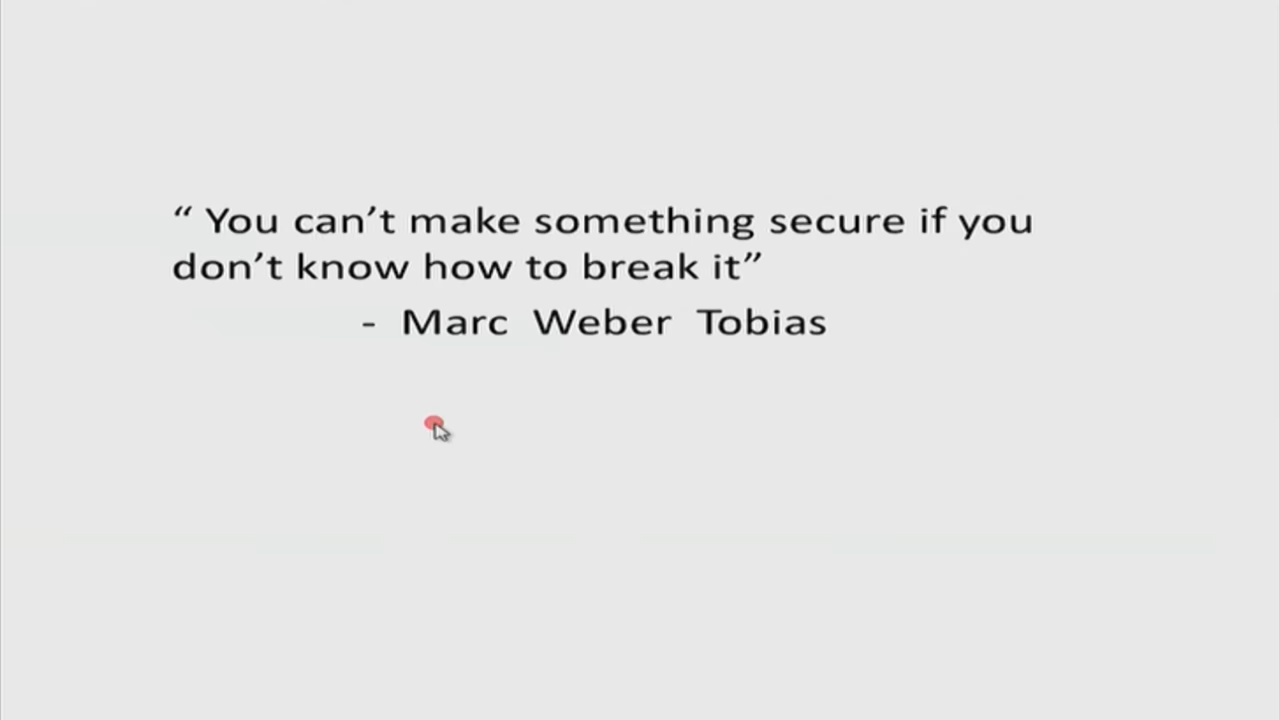 “ You can’t make something secure if you
don’t know how to break it”
- Marc Weber Tobias